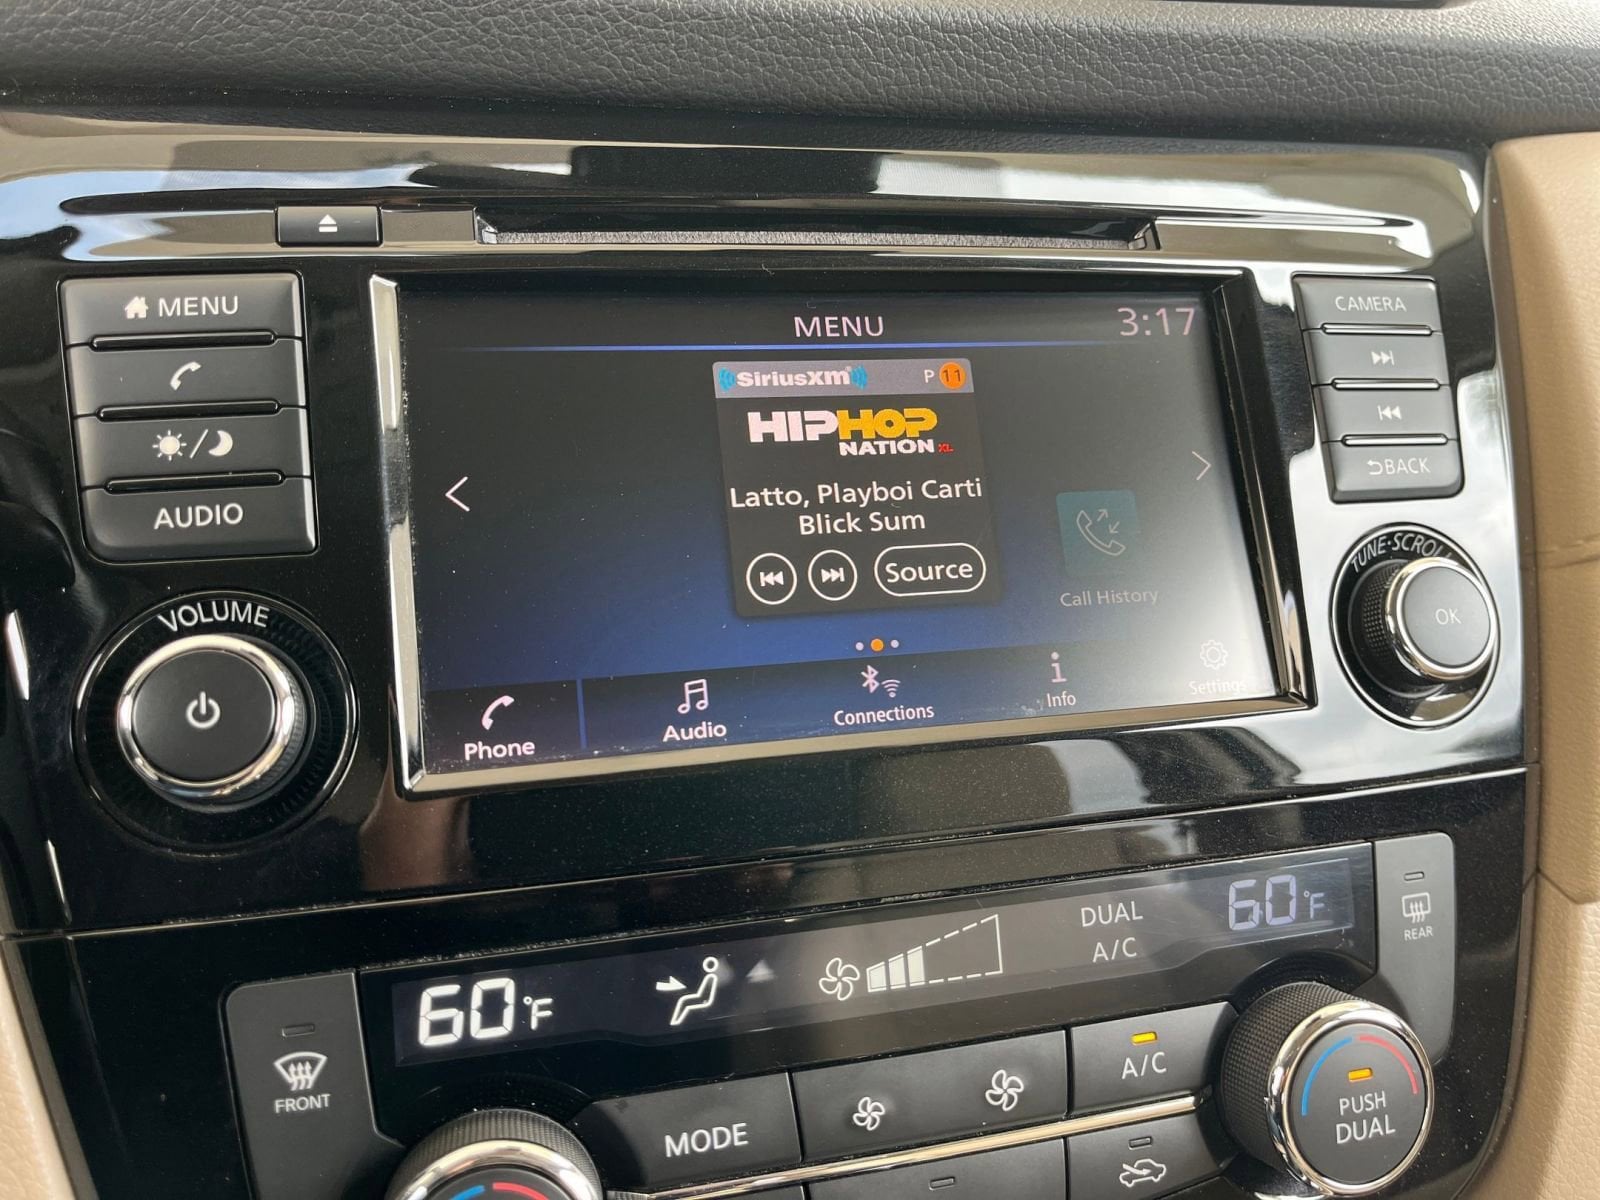 MENU
AUDIO
VOLUME
MENU
3:17
SiriusXm P 11
HIPHOP
NATION XL
Latto, Playboi Carti
Blick Sum
Source
Call History
Phone
Audio
Connections
Info
Settings
CAMERA
BACK
TUNE·SCROLL
OK
60°F
DUAL
A/C
60°F
REAR
FRONT
MODE
A/C
PUSH
DUAL